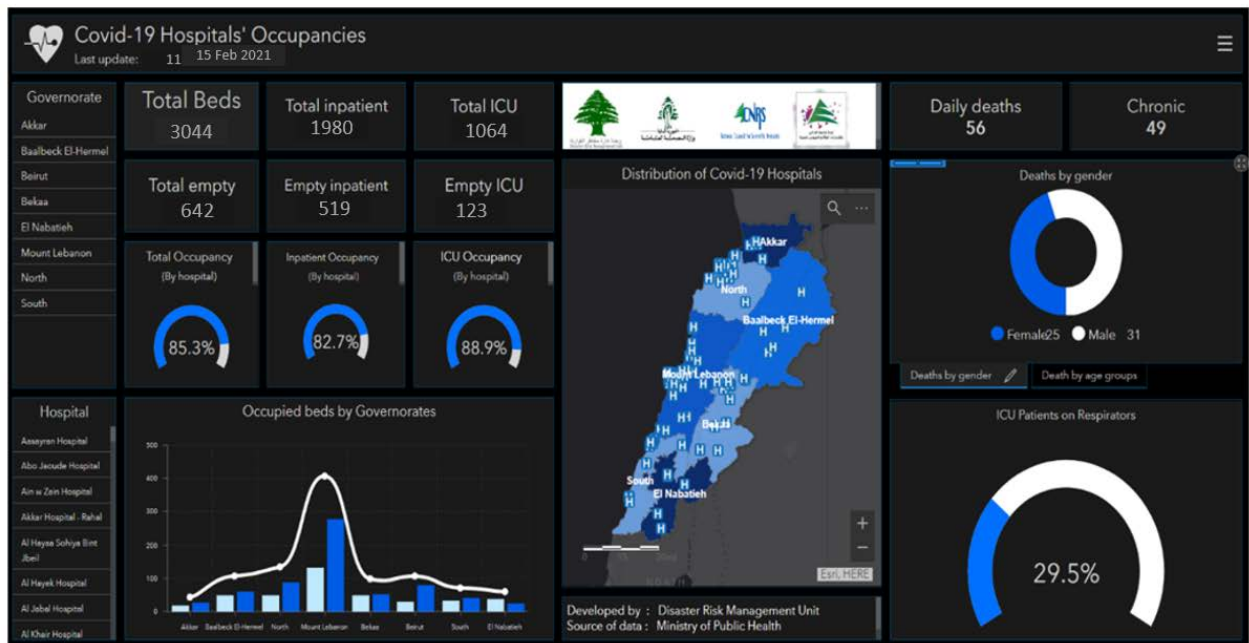 Covid-19 Hospitals' Occupancies
Last update: 11 15 Feb 2021
Governorate
Akkar
Baalbeck El-Hermel
Beirut
Bekaa
El Nabatieh
Mount Lebanon
North
South
Total Beds
3044
Total inpatient
1980
Total ICU
1064
Total empty
642
Empty inpatient
519
Empty ICU
123
Total Occupancy
(By hospital)
85.3%
Inpatient Occupancy
(By hospital)
82.7%
ICU Occupancy
(By hospital)
88.9%
CNRS
Distribution of Covid-19 Hospitals
Akkar
North
Baalbeck El-Hermel
Mount Lebanon
South
El Nabatieh
Esri, HERE
Developed by : Disaster Risk Management Unit
Source of data : Ministry of Public Health
Daily deaths
56
Chronic
49
Deaths by gender
Female25 Male 31
Deaths by gender
Death by age groups
ICU Patients on Respirators
29.5%
Hospital
Assayran Hospital
Abo Jaoude Hospital
Ain w Zein Hospital
Akkar Hospital - Rahal
Al Hayaa Sohiya Bint
Jbeil
Al Hayek Hospital
Al Jabal Hospital
Al Khair Hospital
Occupied beds by Governorates
500
400
300
200
100
0
Akkar Baalbeck El-Hermel North Mount Lebanon Bekaa Beirut South El Nabatieh